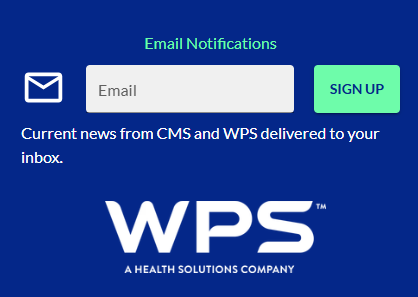 Email Notifications
Email
SIGN UP
Current news from CMS and WPS delivered to your
inbox.
WPS™
A HEALTH SOLUTIONS COMPANY